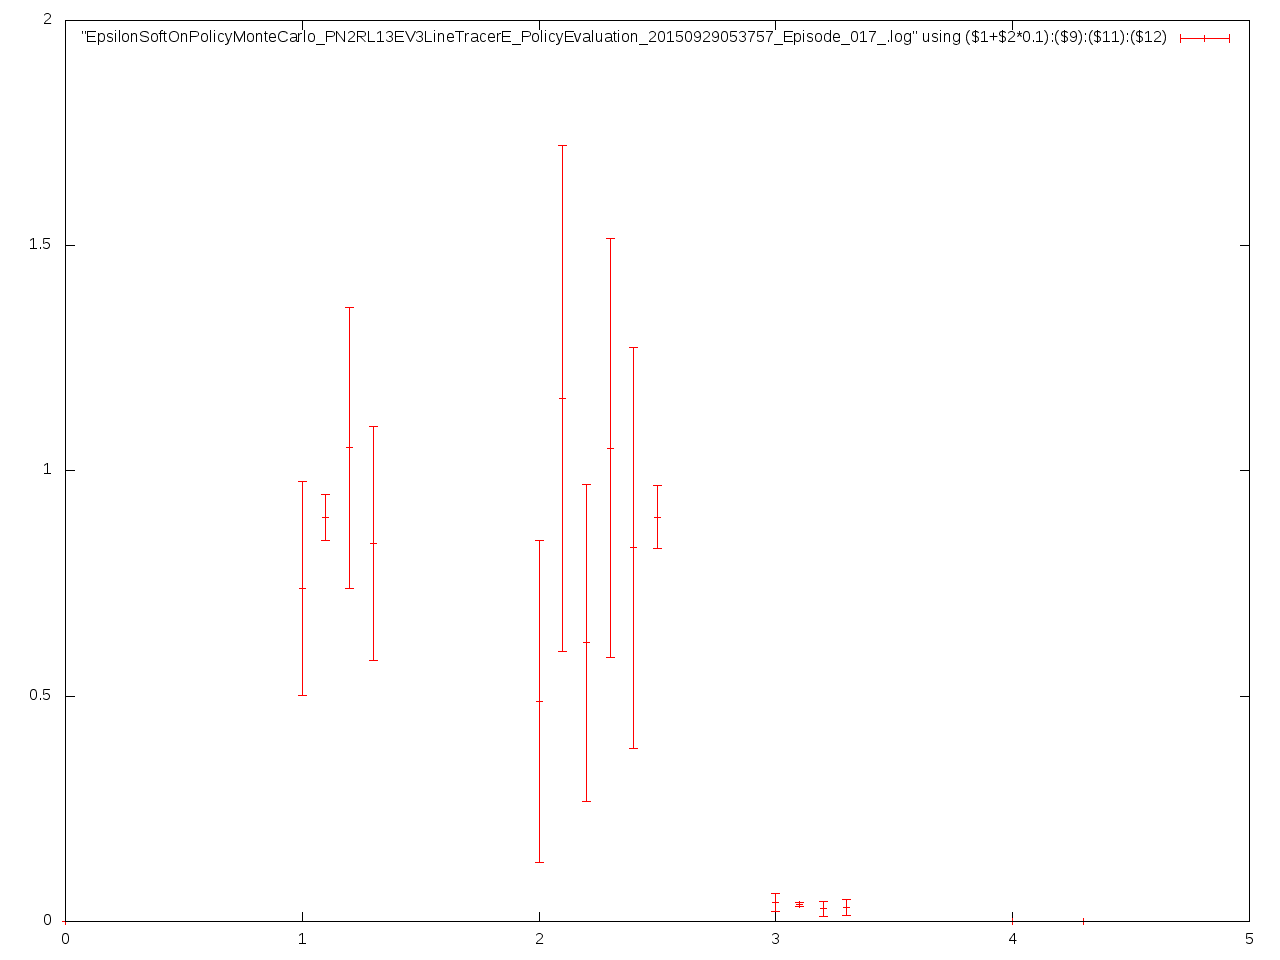 2
"EpsilonSoftOnPolicyMonteCarlo_PN2RL13EV3LineTracerE_PolicyEvaluation_20150929053757_Episode_017_.log" using ($1+$2*0.1):($9):($11):($12)
1.5
1
0.5
0
0 1 2 3 4 5